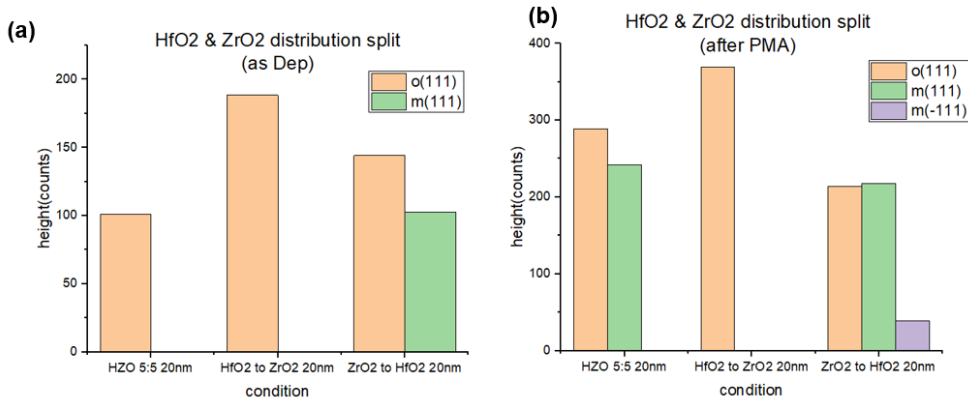 (a)
HfO2 & ZrO2 distribution split
(as Dep)
o(111)
m(111)
height(counts)
200
150
100
50
0
HZO 5:5 20nm
HfO2 to ZrO2 20nm
ZrO2 to HfO2 20nm
condition
(b)
HfO2 & ZrO2 distribution split
(after PMA)
o(111)
m(111)
m(-111)
height(counts)
400
300
200
100
0
HZO 5:5 20nm
HfO2 to ZrO2 20nm
ZrO2 to HfO2 20nm
condition